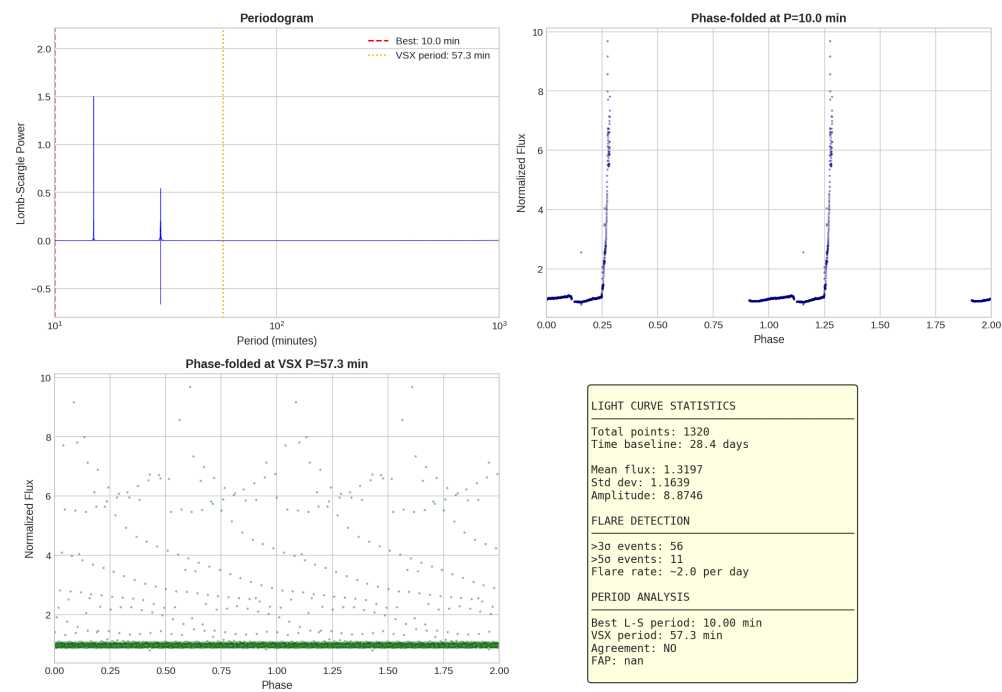 Periodogram
2.0
1.5
1.0
0.5
0.0
−0.5
Lomb-Scargle Power
Best: 10.0 min
VSX period: 57.3 min
10¹
10²
10³
Period (minutes)
Phase-folded at P=10.0 min
10
8
6
4
2
Normalized Flux
0.00 0.25 0.50 0.75 1.00 1.25 1.50 1.75 2.00
Phase
Phase-folded at VSX P=57.3 min
10
8
6
4
2
Normalized Flux
0.00 0.25 0.50 0.75 1.00 1.25 1.50 1.75 2.00
Phase
LIGHT CURVE STATISTICS
Total points: 1320
Time baseline: 28.4 days
Mean flux: 1.3197
Std dev: 1.1639
Amplitude: 8.8746
FLARE DETECTION
>3σ events: 56
>5σ events: 11
Flare rate: ~2.0 per day
PERIOD ANALYSIS
Best L-S period: 10.00 min
VSX period: 57.3 min
Agreement: NO
FAP: nan